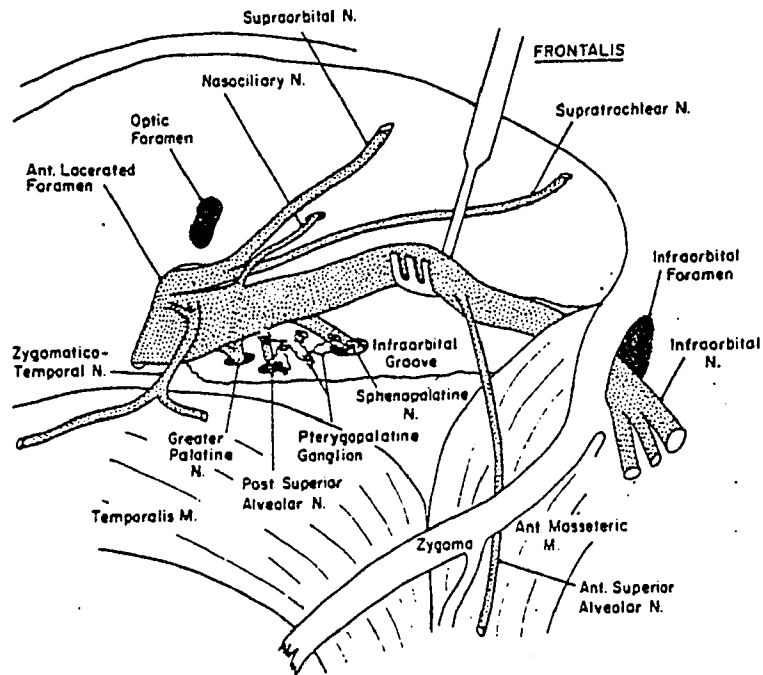 Supraorbital N.
FRONTALIS
Nasociliary N.
Supratrochlear N.
Optic
Foramen
Ant. Lacerated
Foramen
Infraorbital
Foramen
Infraorbital
N.
Infraorbital
Groove
Zygomatico-
Temporal N.
Sphenopalatine
N.
Greater
Palatine
N.
Pterygopalatine
Ganglion
Post Superior
Alveolar N.
Temporalis M.
Zygoma
Ant. Masseteric
M.
Ant. Superior
Alveolar N.